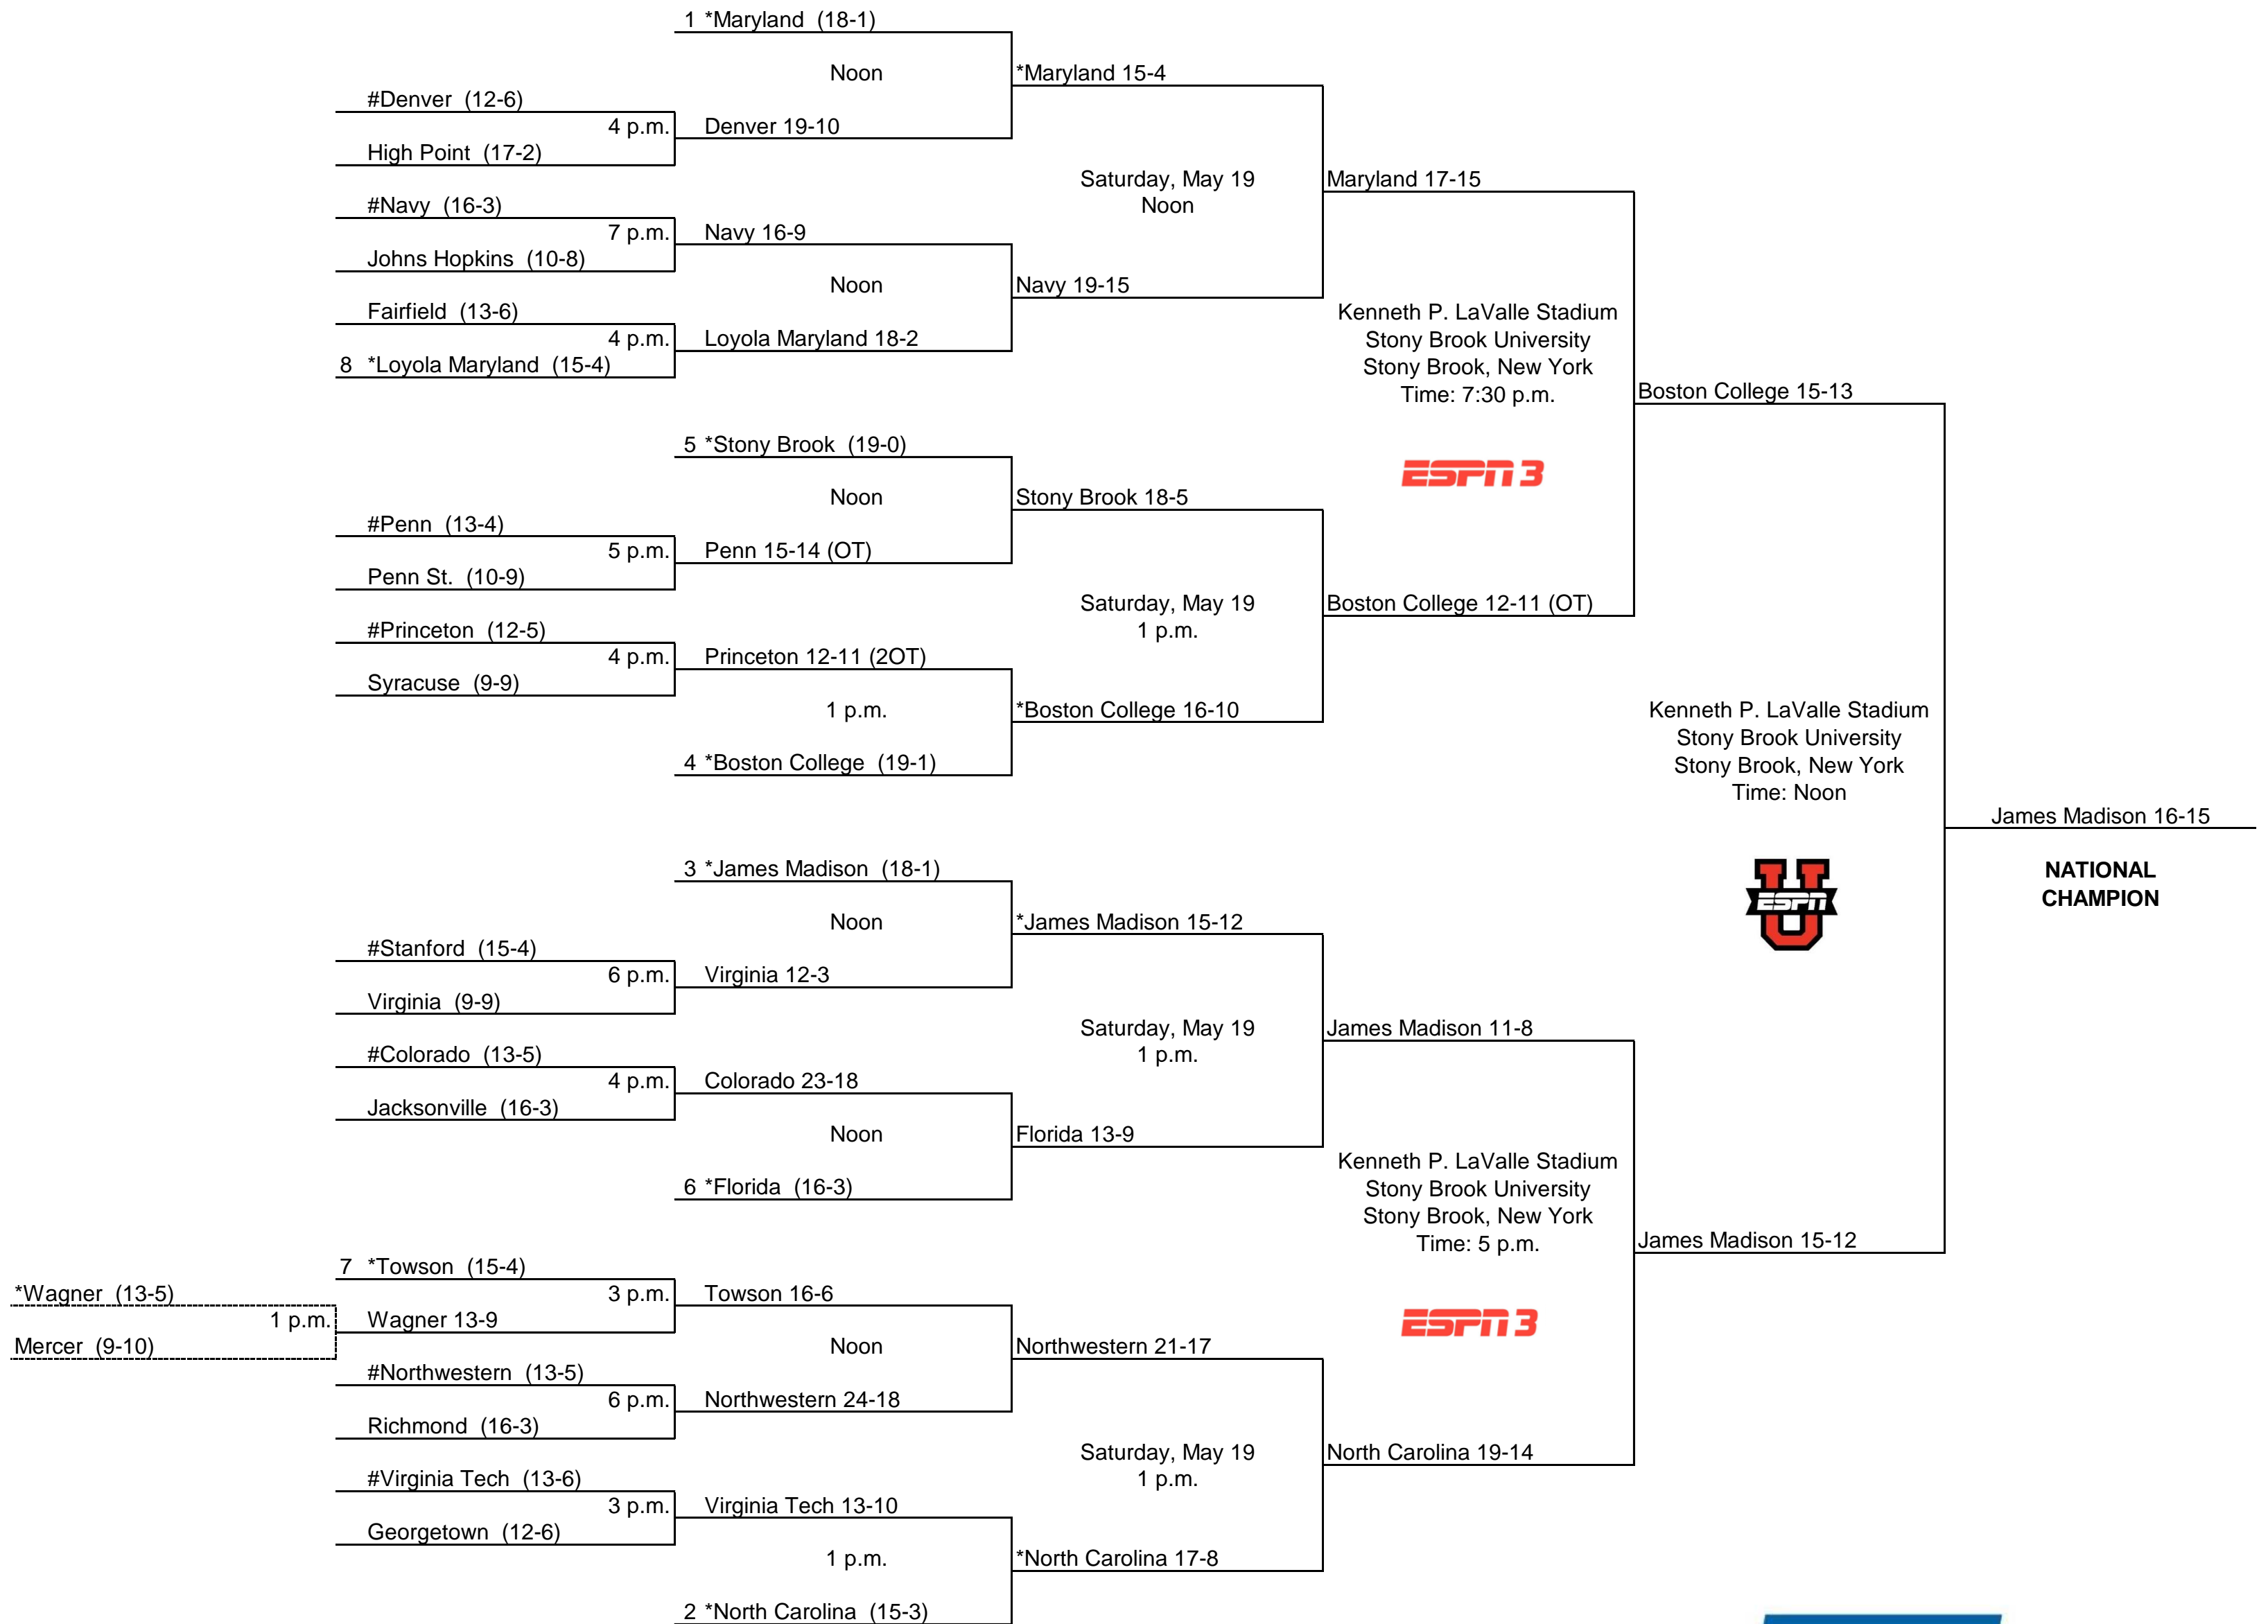 1 *Maryland (18-1)
Noon
*Maryland 15-4
#Denver (12-6)
4 p.m.
Denver 19-10
High Point (17-2)
Saturday, May 19
Noon
Maryland 17-15
#Navy (16-3)
7 p.m.
Navy 16-9
Johns Hopkins (10-8)
Noon
Navy 19-15
Fairfield (13-6)
4 p.m.
Loyola Maryland 18-2
8 *Loyola Maryland (15-4)
Kenneth P. LaValle Stadium
Stony Brook University
Stony Brook, New York
Time: 7:30 p.m.
ESPN 3
Boston College 15-13
5 *Stony Brook (19-0)
Noon
Stony Brook 18-5
#Penn (13-4)
5 p.m.
Penn 15-14 (OT)
Penn St. (10-9)
Saturday, May 19
1 p.m.
Boston College 12-11 (OT)
#Princeton (12-5)
4 p.m.
Princeton 12-11 (2OT)
Syracuse (9-9)
1 p.m.
*Boston College 16-10
4 *Boston College (19-1)
Kenneth P. LaValle Stadium
Stony Brook University
Stony Brook, New York
Time: Noon
U
ESPN
James Madison 16-15
NATIONAL
CHAMPION
3 *James Madison (18-1)
Noon
*James Madison 15-12
#Stanford (15-4)
6 p.m.
Virginia 12-3
Virginia (9-9)
Saturday, May 19
1 p.m.
James Madison 11-8
#Colorado (13-5)
4 p.m.
Colorado 23-18
Jacksonville (16-3)
Noon
Florida 13-9
6 *Florida (16-3)
Kenneth P. LaValle Stadium
Stony Brook University
Stony Brook, New York
Time: 5 p.m.
ESPN 3
James Madison 15-12
7 *Towson (15-4)
3 p.m.
Towson 16-6
*Wagner (13-5)
1 p.m.
Wagner 13-9
Mercer (9-10)
Noon
Northwestern 21-17
#Northwestern (13-5)
6 p.m.
Northwestern 24-18
Richmond (16-3)
Saturday, May 19
1 p.m.
North Carolina 19-14
#Virginia Tech (13-6)
3 p.m.
Virginia Tech 13-10
Georgetown (12-6)
1 p.m.
*North Carolina 17-8
2 *North Carolina (15-3)